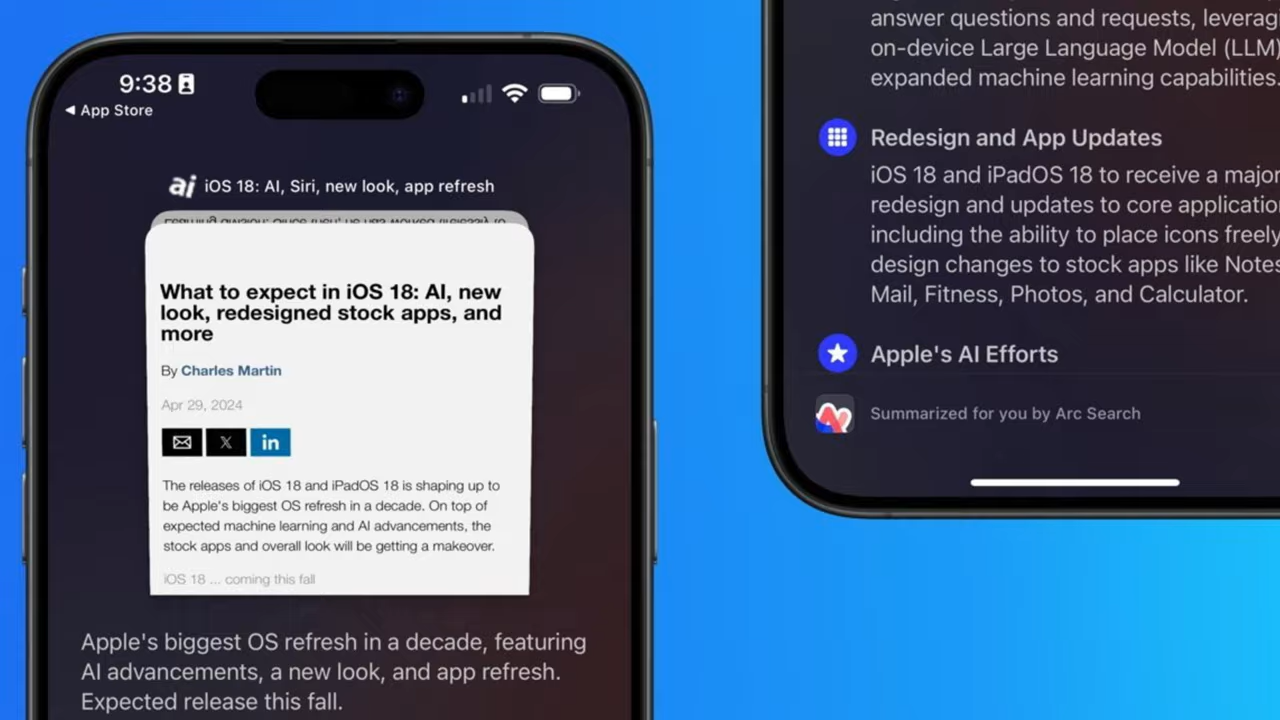 9:38
◀ App Store
ai iOS 18: AI, Siri, new look, app refresh
What to expect in iOS 18: AI, new
look, redesigned stock apps, and
more
By Charles Martin
Apr 29, 2024
X in
The releases of iOS 18 and iPadOS 18 is shaping up to
be Apple's biggest OS refresh in a decade. On top of
expected machine learning and AI advancements, the
stock apps and overall look will be getting a makeover.
iOS 18 ... coming this fall
Apple's biggest OS refresh in a decade, featuring
AI advancements, a new look, and app refresh.
Expected release this fall.
answer questions and requests, leveragi
on-device Large Language Model (LLM)
expanded machine learning capabilities.
Redesign and App Updates
iOS 18 and iPadOS 18 to receive a major
redesign and updates to core applicatio
including the ability to place icons freely
design changes to stock apps like Notes
Mail, Fitness, Photos, and Calculator.
Apple's AI Efforts
Summarized for you by Arc Search